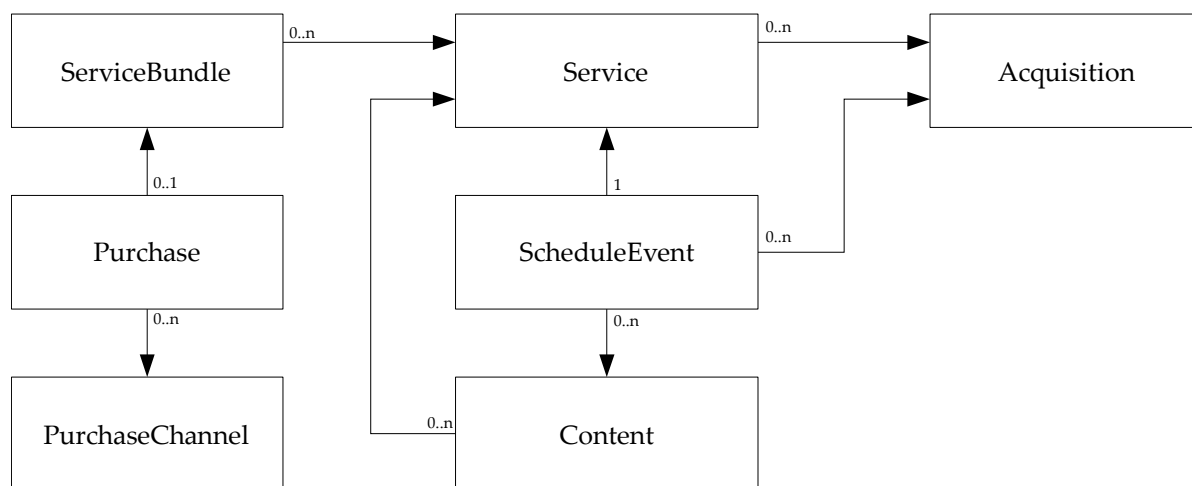 0..n
0..n
ServiceBundle
Service
Acquisition
0..1
1
Purchase
ScheduleEvent
0..n
0..n
0..n
PurchaseChannel
0..n
Content